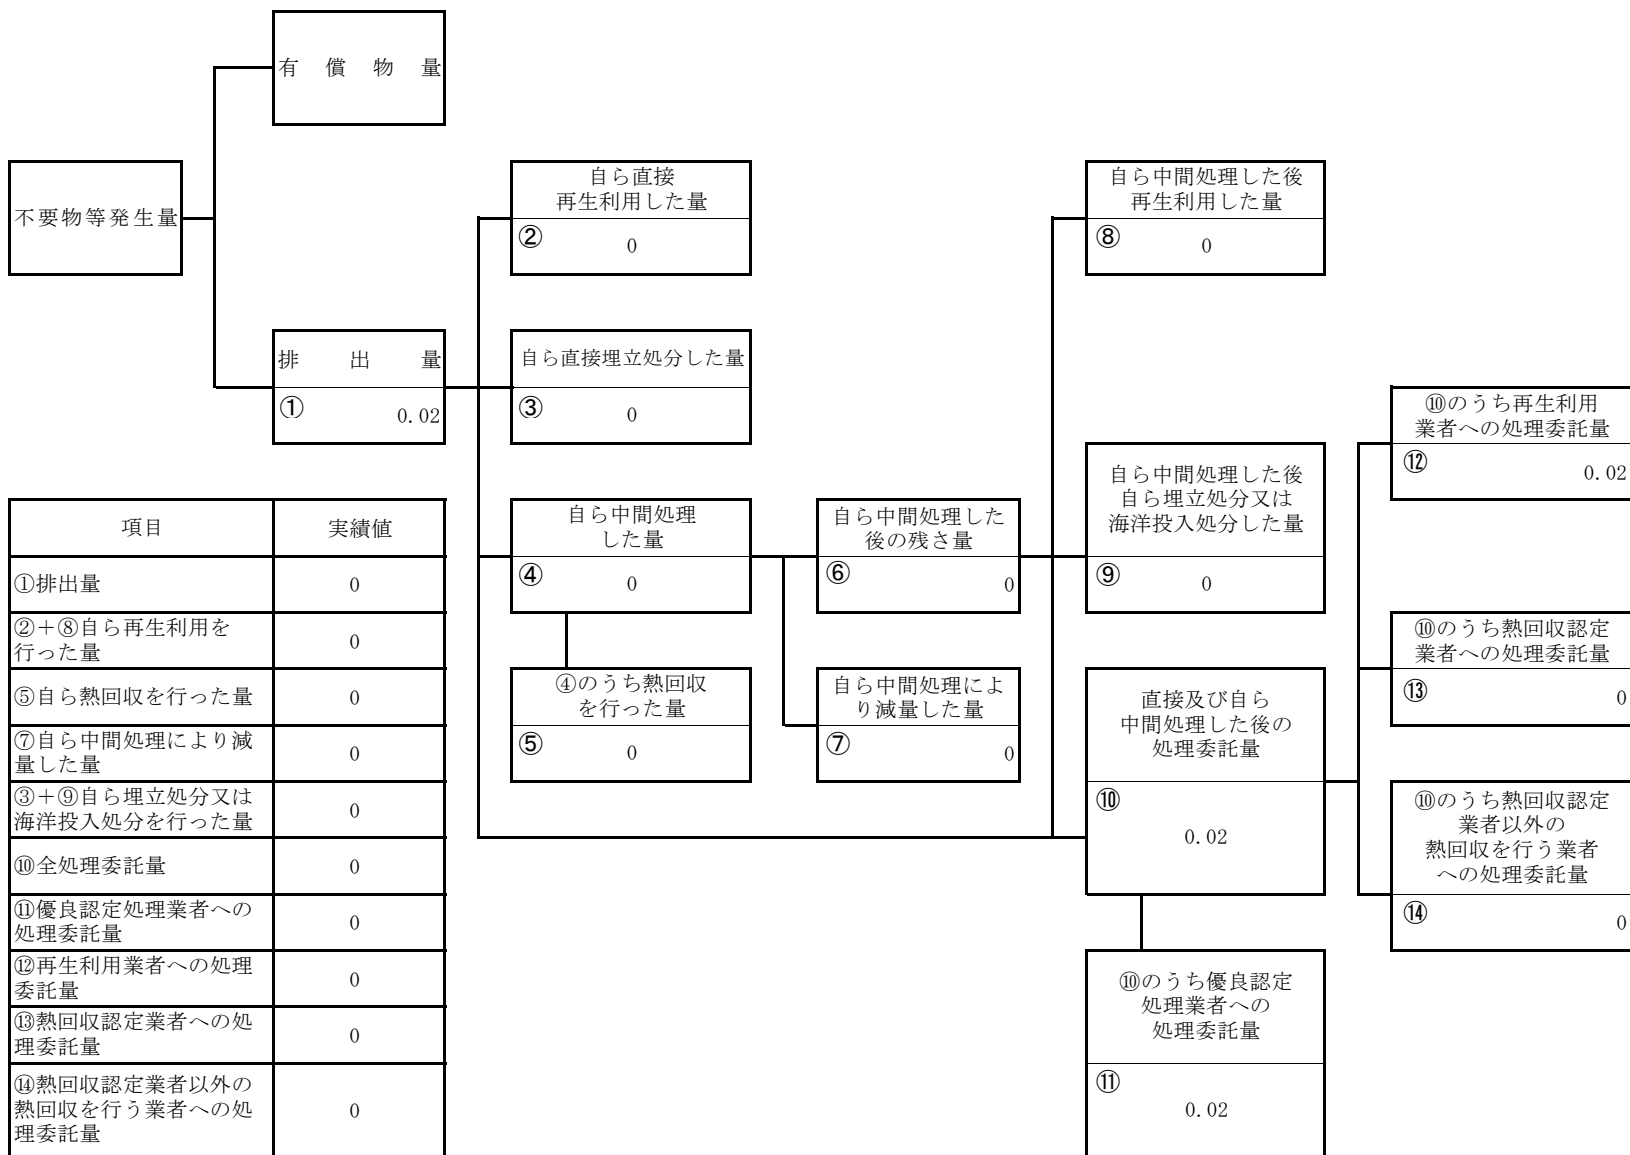 有償物量
不要物等発生量
排出量
①
0.02
自ら直接
再生利用した量
②
0
自ら直接埋立処分した量
③
0
自ら中間処理
した量
④
0
④のうち熱回収
を行った量
⑤
0
自ら中間処理した
後の残さ量
⑥
0
自ら中間処理によ
り減量した量
⑦
0
自ら中間処理した後
再生利用した量
⑧
0
自ら中間処理した後
自ら埋立処分又は
海洋投入処分した量
⑨
0
直接及び自ら
中間処理した後の
処理委託量
⑩
0.02
⑩のうち優良認定
処理業者への
処理委託量
⑪
0.02
⑩のうち再生利用
業者への処理委託量
⑫
0.02
⑩のうち熱回収認定
業者への処理委託量
⑬
0
⑩のうち熱回収認定
業者以外の
熱回収を行う業者
への処理委託量
⑭
0
項目 実績値
①排出量 0
②+⑧自ら再生利用を
行った量
0
⑤自ら熱回収を行った量 0
⑦自ら中間処理により減
量した量
0
③+⑨自ら埋立処分又は
海洋投入処分を行った量
0
⑩全処理委託量 0
⑪優良認定処理業者への
処理委託量
0
⑫再生利用業者への処理
委託量
0
⑬熱回収認定業者への処
理委託量
0
⑭熱回収認定業者以外の
熱回収を行う業者への処
理委託量
0